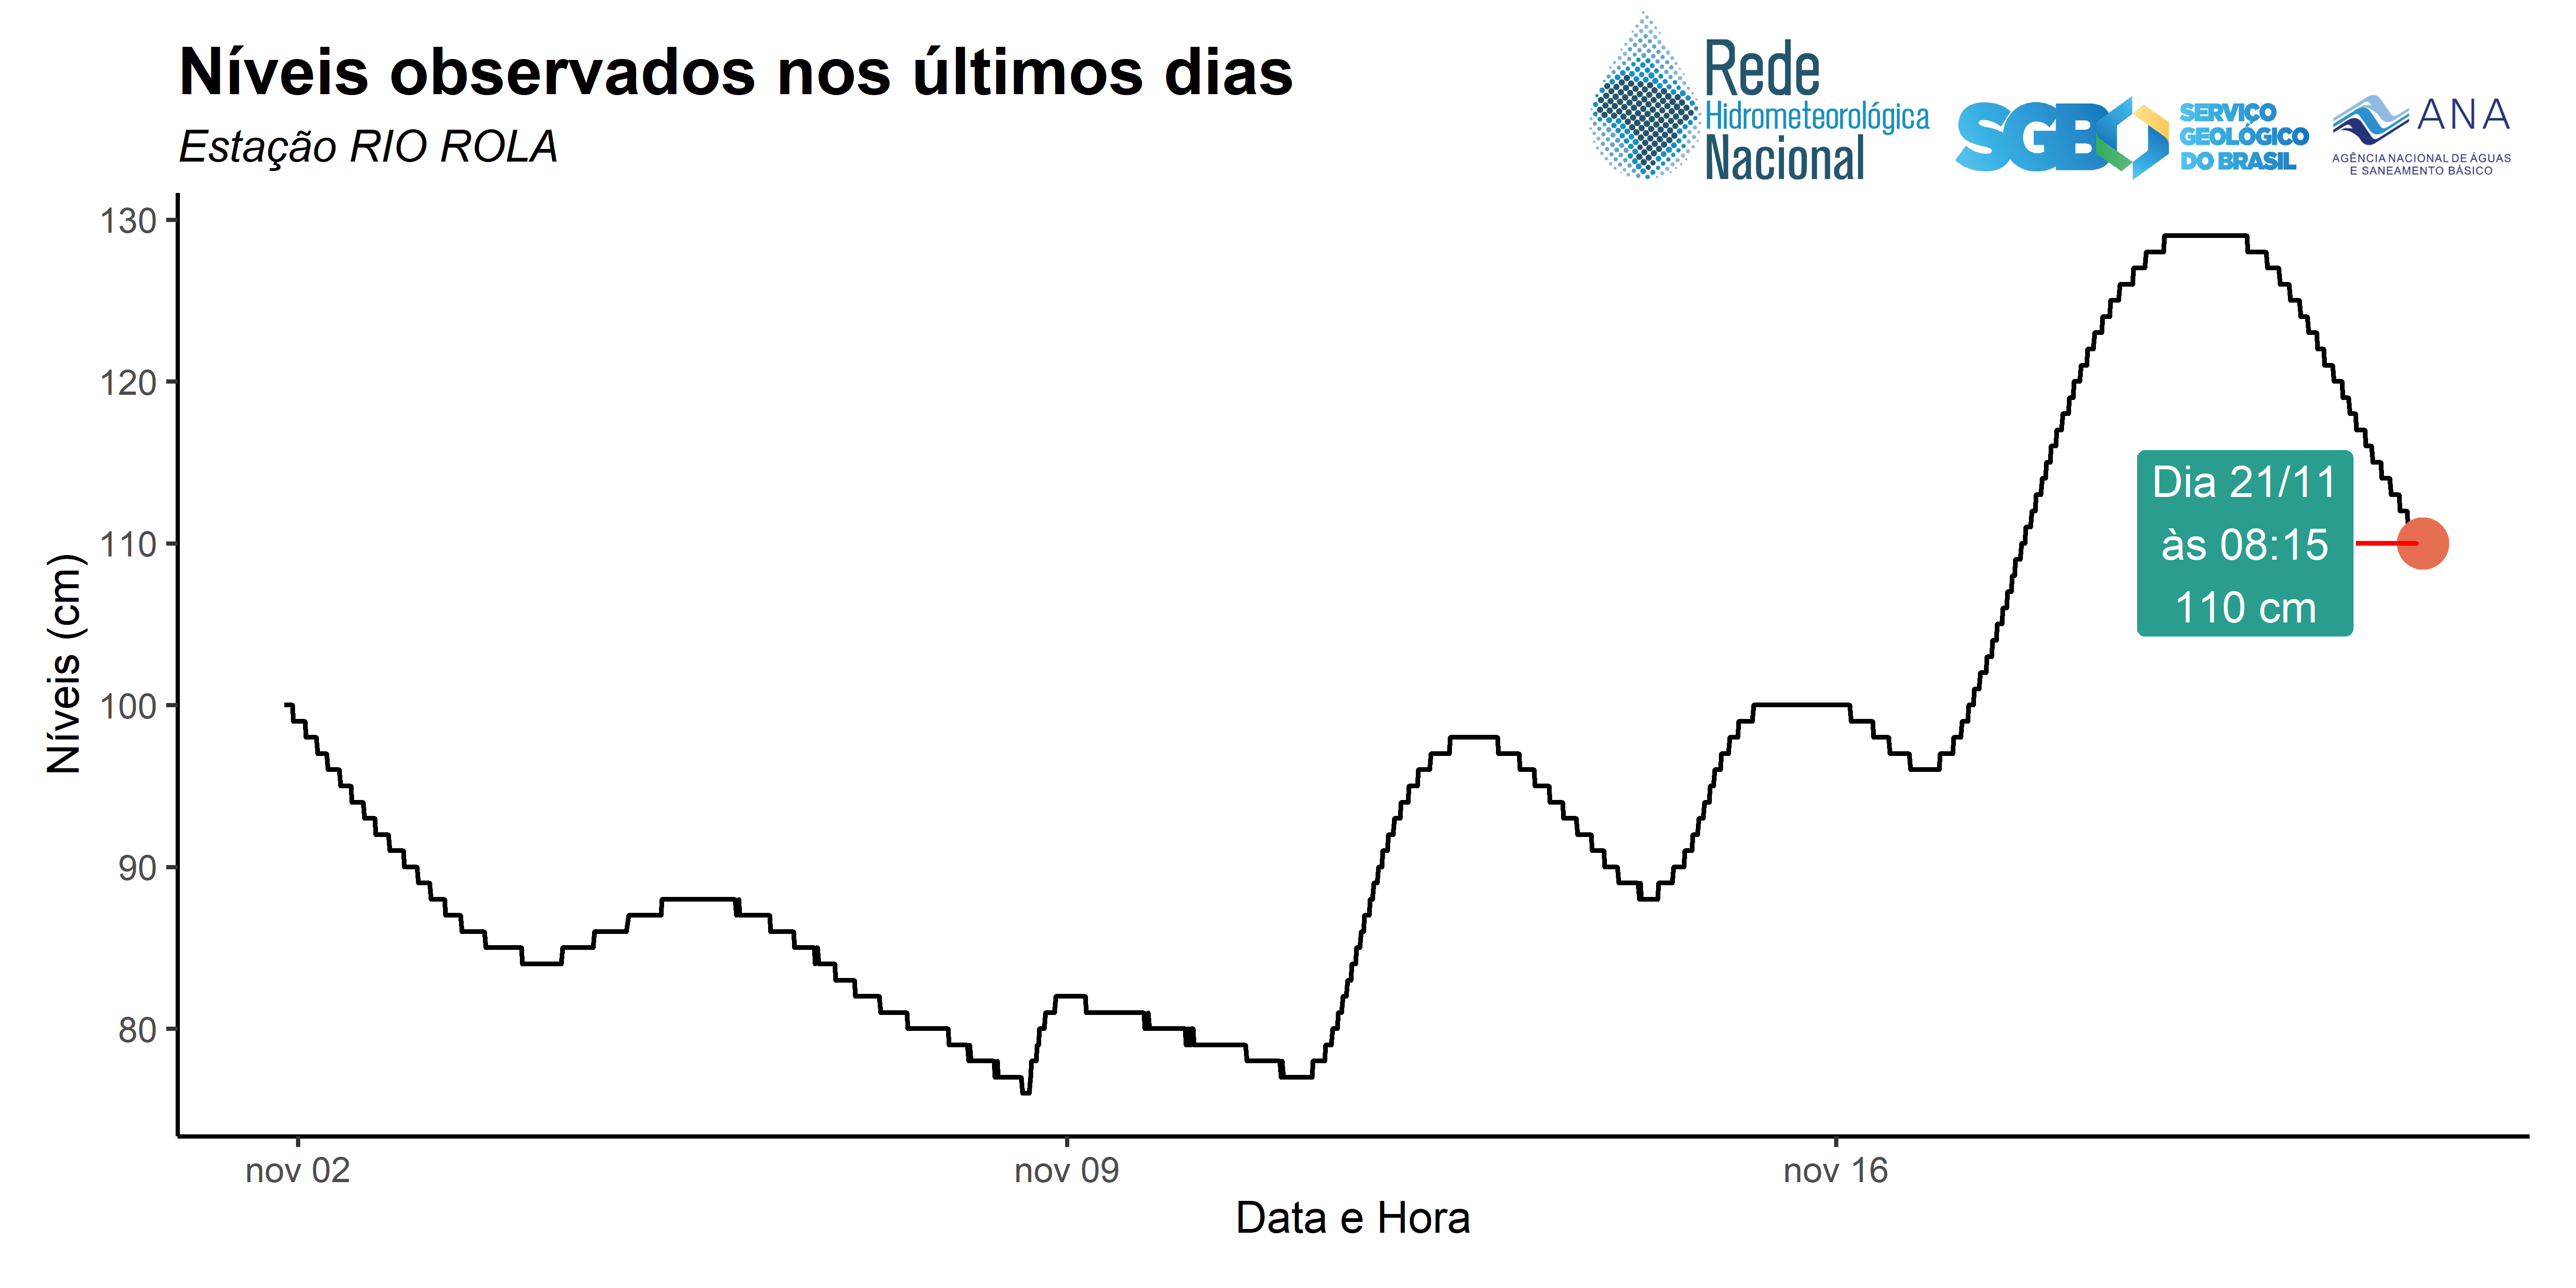 Níveis observados nos últimos dias
Estação RIO ROLA
Rede
Hidrometeorológica
Nacional
SGB
SERVIÇO
GEOLÓGICO
DO BRASIL
ANA
AGÊNCIA NACIONAL DE ÁGUAS
E SANEAMENTO BÁSICO
Níveis (cm)
130
120
110
100
90
80
Dia 21/11
às 08:15
110 cm
nov 02
nov 09
nov 16
Data e Hora